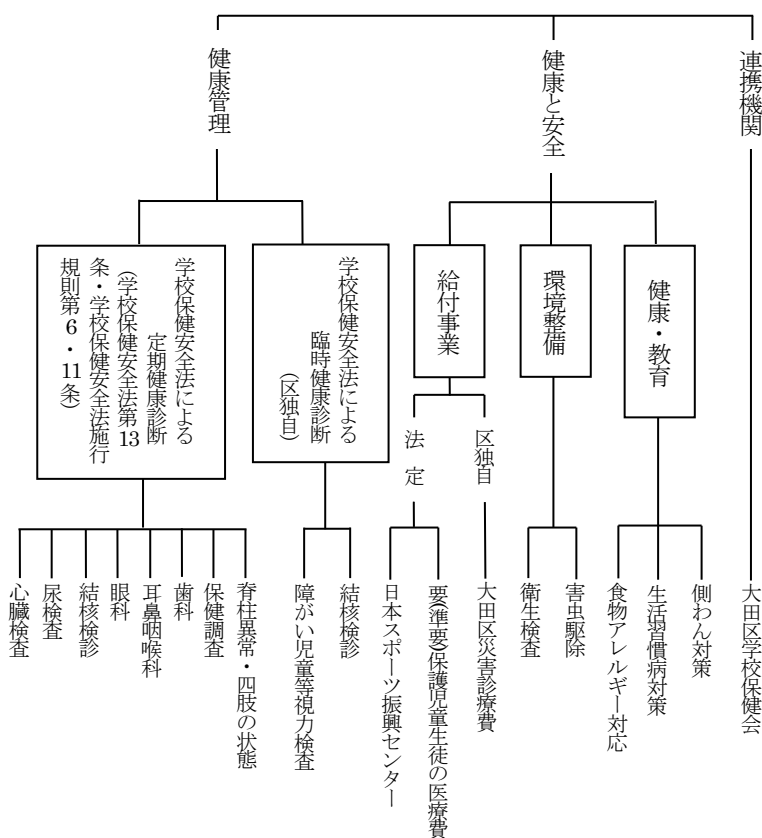 連携機関
大田区学校保健会
健康と安全
健康・教育
側わん対策
生活習慣病対策
食物アレルギー対応
環境整備
害虫駆除
衛生検査
給付事業
区独自
大田区災害診療費
法定
要(準要)保護児童生徒の医療費
日本スポーツ振興センター
健康管理
学校保健安全法による
臨時健康診断
(区独自)
結核検診
障がい児童等視力検査
学校保健安全法による
定期健康診断
(学校保健安全法第13
条・学校保健安全法施行
規則第6・11条)
脊柱異常・四肢の状態
保健調査
歯科
耳鼻咽喉科
眼科
結核検診
尿検査
心臓検査